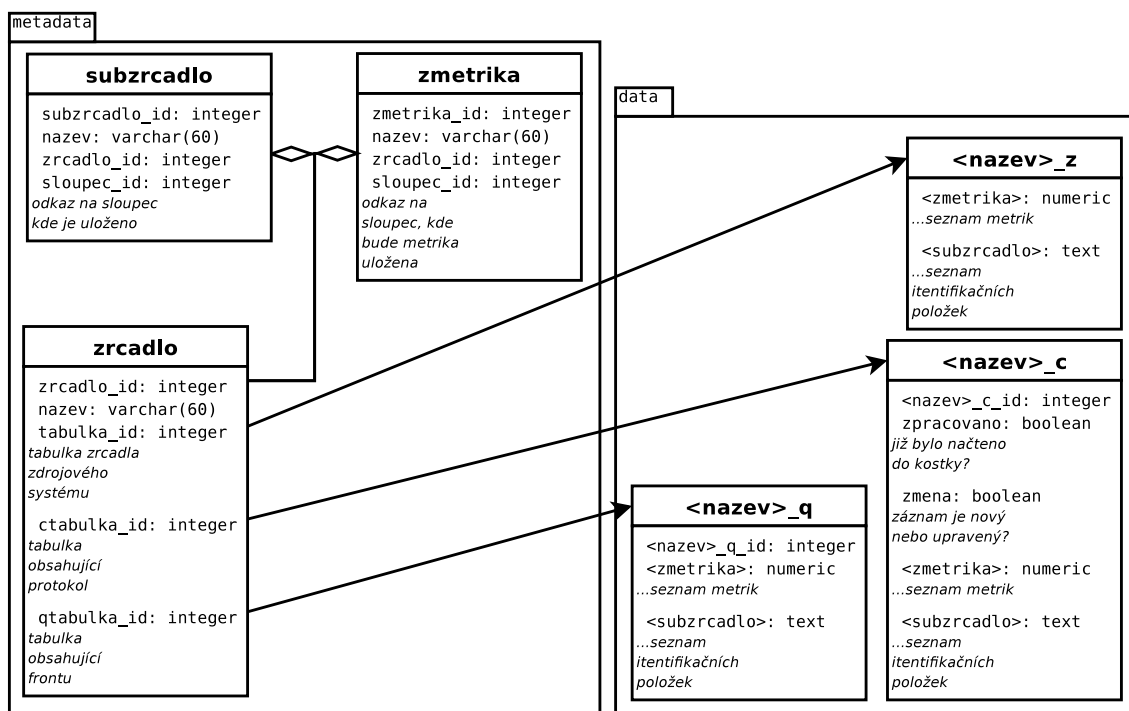 metadata
subzrcadlo
subzrcadlo_id: integer
nazev: varchar(60)
zrcadlo_id: integer
sloupec_id: integer
odkaz na sloupec
kde je uloženo
zmetrika
zmetrika_id: integer
nazev: varchar(60)
zrcadlo_id: integer
sloupec_id: integer
odkaz na
sloupec, kde
bude metrika
uložena
zrcadlo
zrcadlo_id: integer
nazev: varchar(60)
tabulka_id: integer
tabulka zrcadla
zdrojového
systému
ctabulka_id: integer
tabulka
obsahující
protokol
qtabulka_id: integer
tabulka
obsahující
frontu
data
<nazev>_z
<zmetrika>: numeric
...seznam metrik
<subzrcadlo>: text
...seznam
itentifikačních
položek
<nazev>_c
<nazev>_c_id: integer
zpracovano: boolean
již bylo načteno
do kostky?
zmena: boolean
záznam je nový
nebo upravený?
<zmetrika>: numeric
...seznam metrik
<subzrcadlo>: text
...seznam
itentifikačních
položek
<nazev>_q
<nazev>_q_id: integer
<zmetrika>: numeric
...seznam metrik
<subzrcadlo>: text
...seznam
itentifikačních
položek